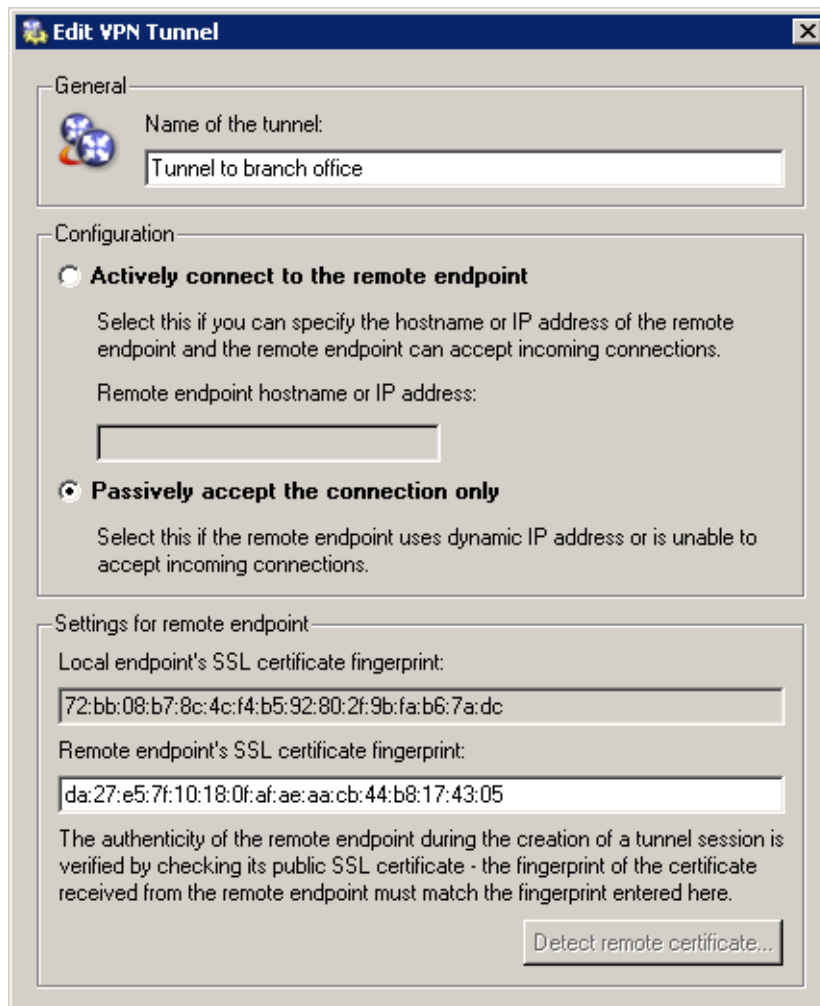 Edit VPN Tunnel
General
Name of the tunnel:
Tunnel to branch office
Configuration
Actively connect to the remote endpoint
Select this if you can specify the hostname or IP address of the remote
endpoint and the remote endpoint can accept incoming connections.
Remote endpoint hostname or IP address:
Passively accept the connection only
Select this if the remote endpoint uses dynamic IP address or is unable to
accept incoming connections.
Settings for remote endpoint
Local endpoint's SSL certificate fingerprint:
72:bb:08:b7:8c:4c:f4:b5:92:80:2f:9b:fa:b6:7a:dc
Remote endpoint's SSL certificate fingerprint:
da:27:e5:7f:10:18:0f:af:ae:aa:cb:44:b8:17:43:05
The authenticity of the remote endpoint during the creation of a tunnel session is
verified by checking its public SSL certificate - the fingerprint of the certificate
received from the remote endpoint must match the fingerprint entered here.
Detect remote certificate...